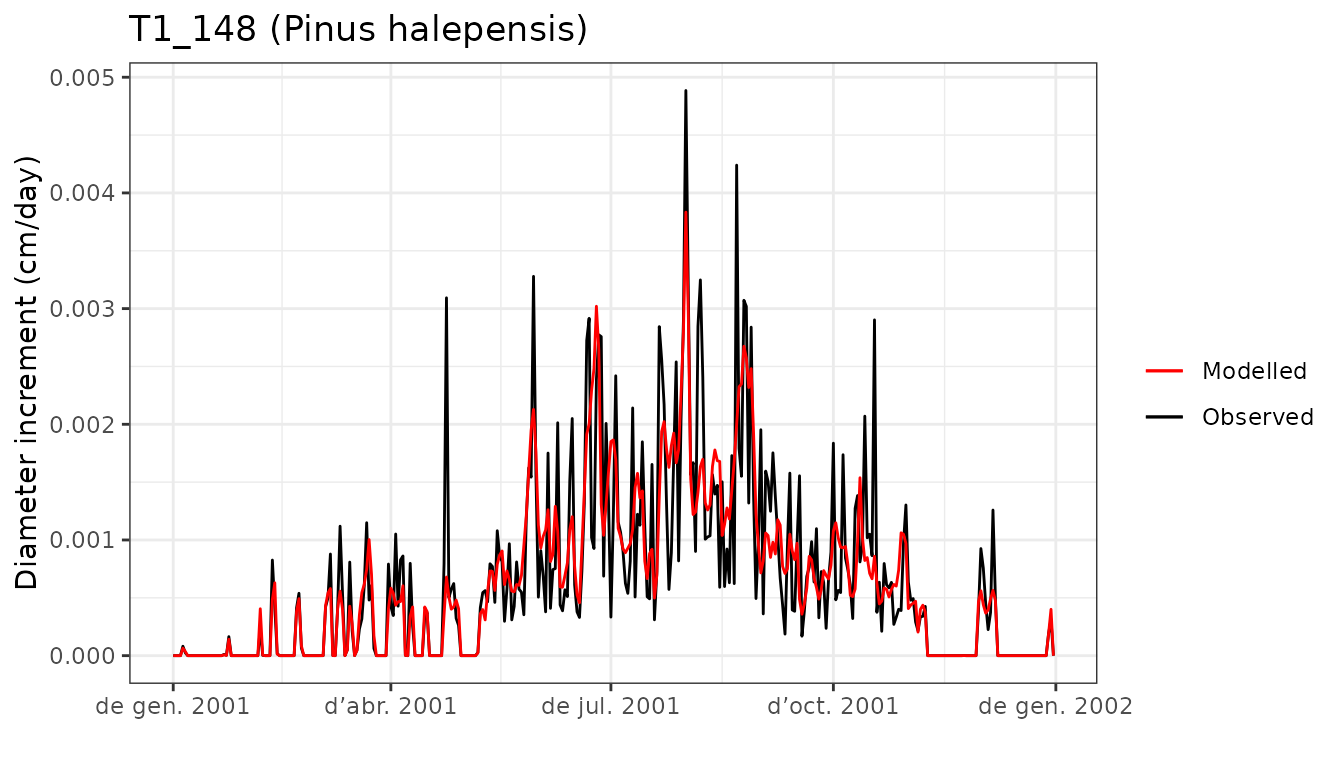 T1_148 (Pinus halepensis)
Diameter increment (cm/day)
0.005
0.004
0.003
0.002
0.001
0.000
de gen. 2001
d’abr. 2001
de jul. 2001
d’oct. 2001
de gen. 2002
Modelled
Observed